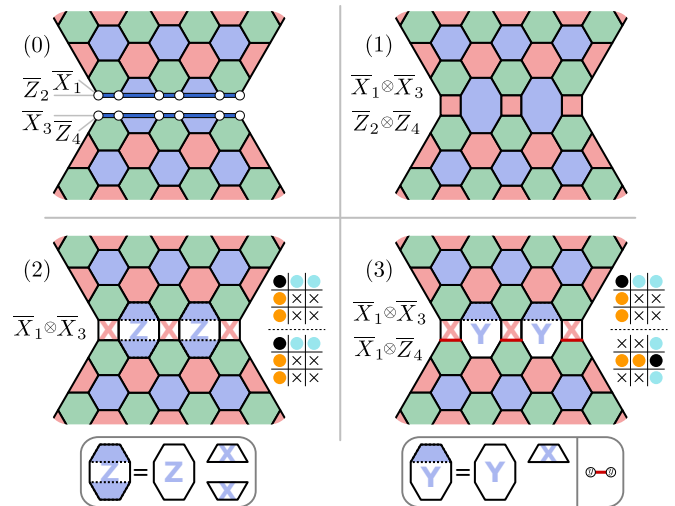 (0)
X̅₁
Z̅₂
X̅₃
Z̅₄
(1)
X̅₁⊗X̅₃
Z̅₂⊗Z̅₄
(2)
X̅₁⊗X̅₃
X Z X Z X
× ×
× ×
× ×
× ×
(3)
X̅₁⊗X̅₃
X̅₁⊗Z̅₄
X Y X Y X
× ×
× ×
× ×
× ×
Z = Z X
X
Y = Y X